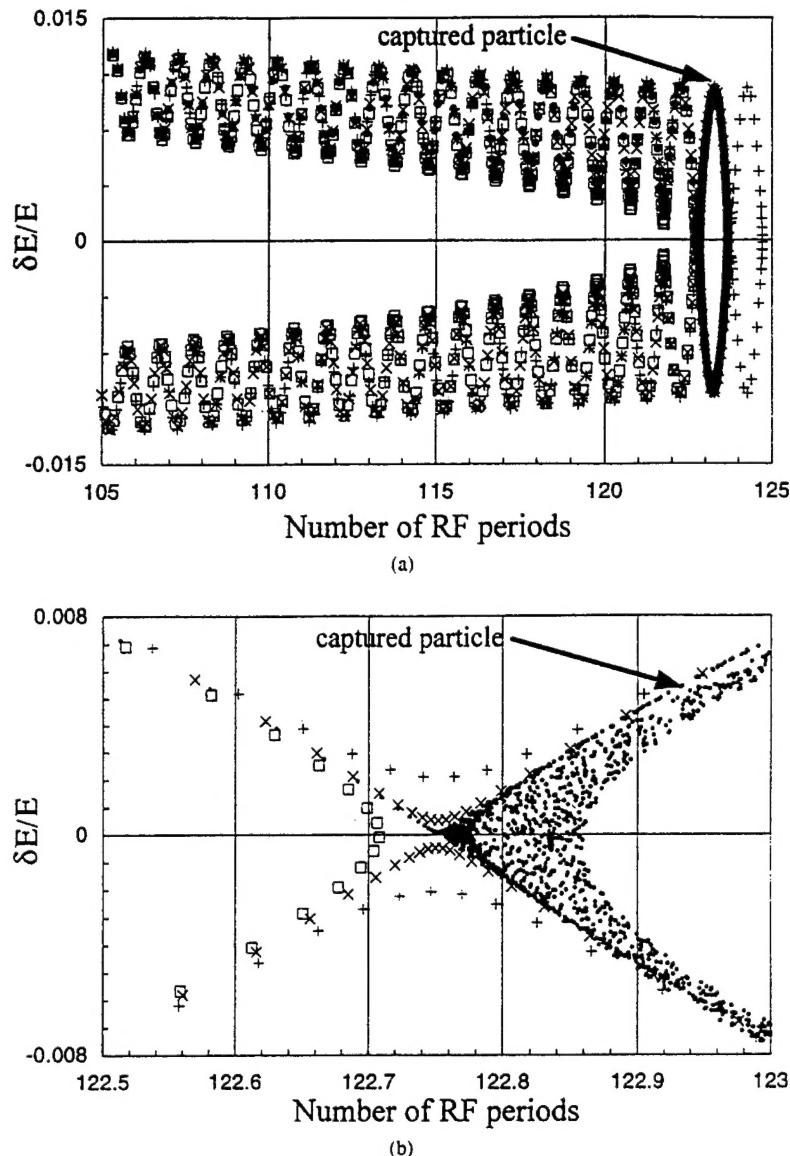 0.015
captured particle
δE/E
0
-0.015
105
110
115
120
125
Number of RF periods
(a)
0.008
captured particle
δE/E
0
-0.008
122.5
122.6
122.7
122.8
122.9
123
Number of RF periods
(b)